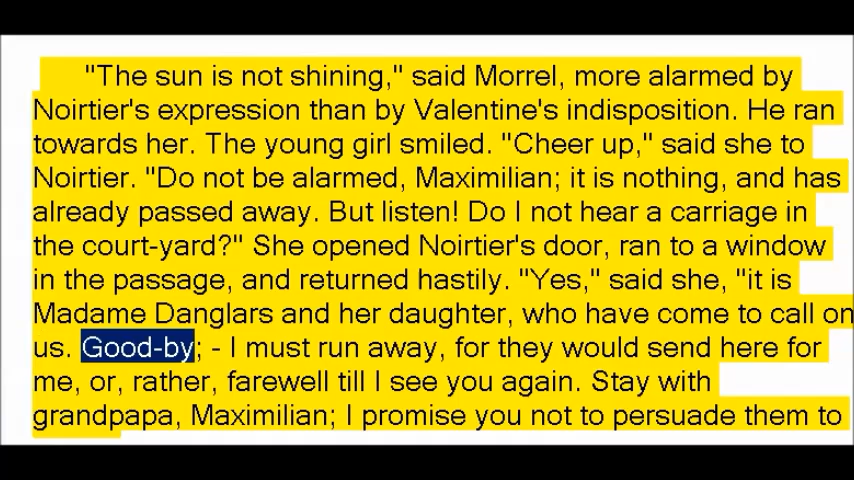 "The sun is not shining," said Morrel, more alarmed by
Noirtier's expression than by Valentine's indisposition. He ran
towards her. The young girl smiled. "Cheer up," said she to
Noirtier. "Do not be alarmed, Maximilian; it is nothing, and has
already passed away. But listen! Do I not hear a carriage in
the court-yard?" She opened Noirtier's door, ran to a window
in the passage, and returned hastily. "Yes," said she, "it is
Madame Danglars and her daughter, who have come to call on
us. Good-by; - I must run away, for they would send here for
me, or, rather, farewell till I see you again. Stay with
grandpapa, Maximilian; I promise you not to persuade them to